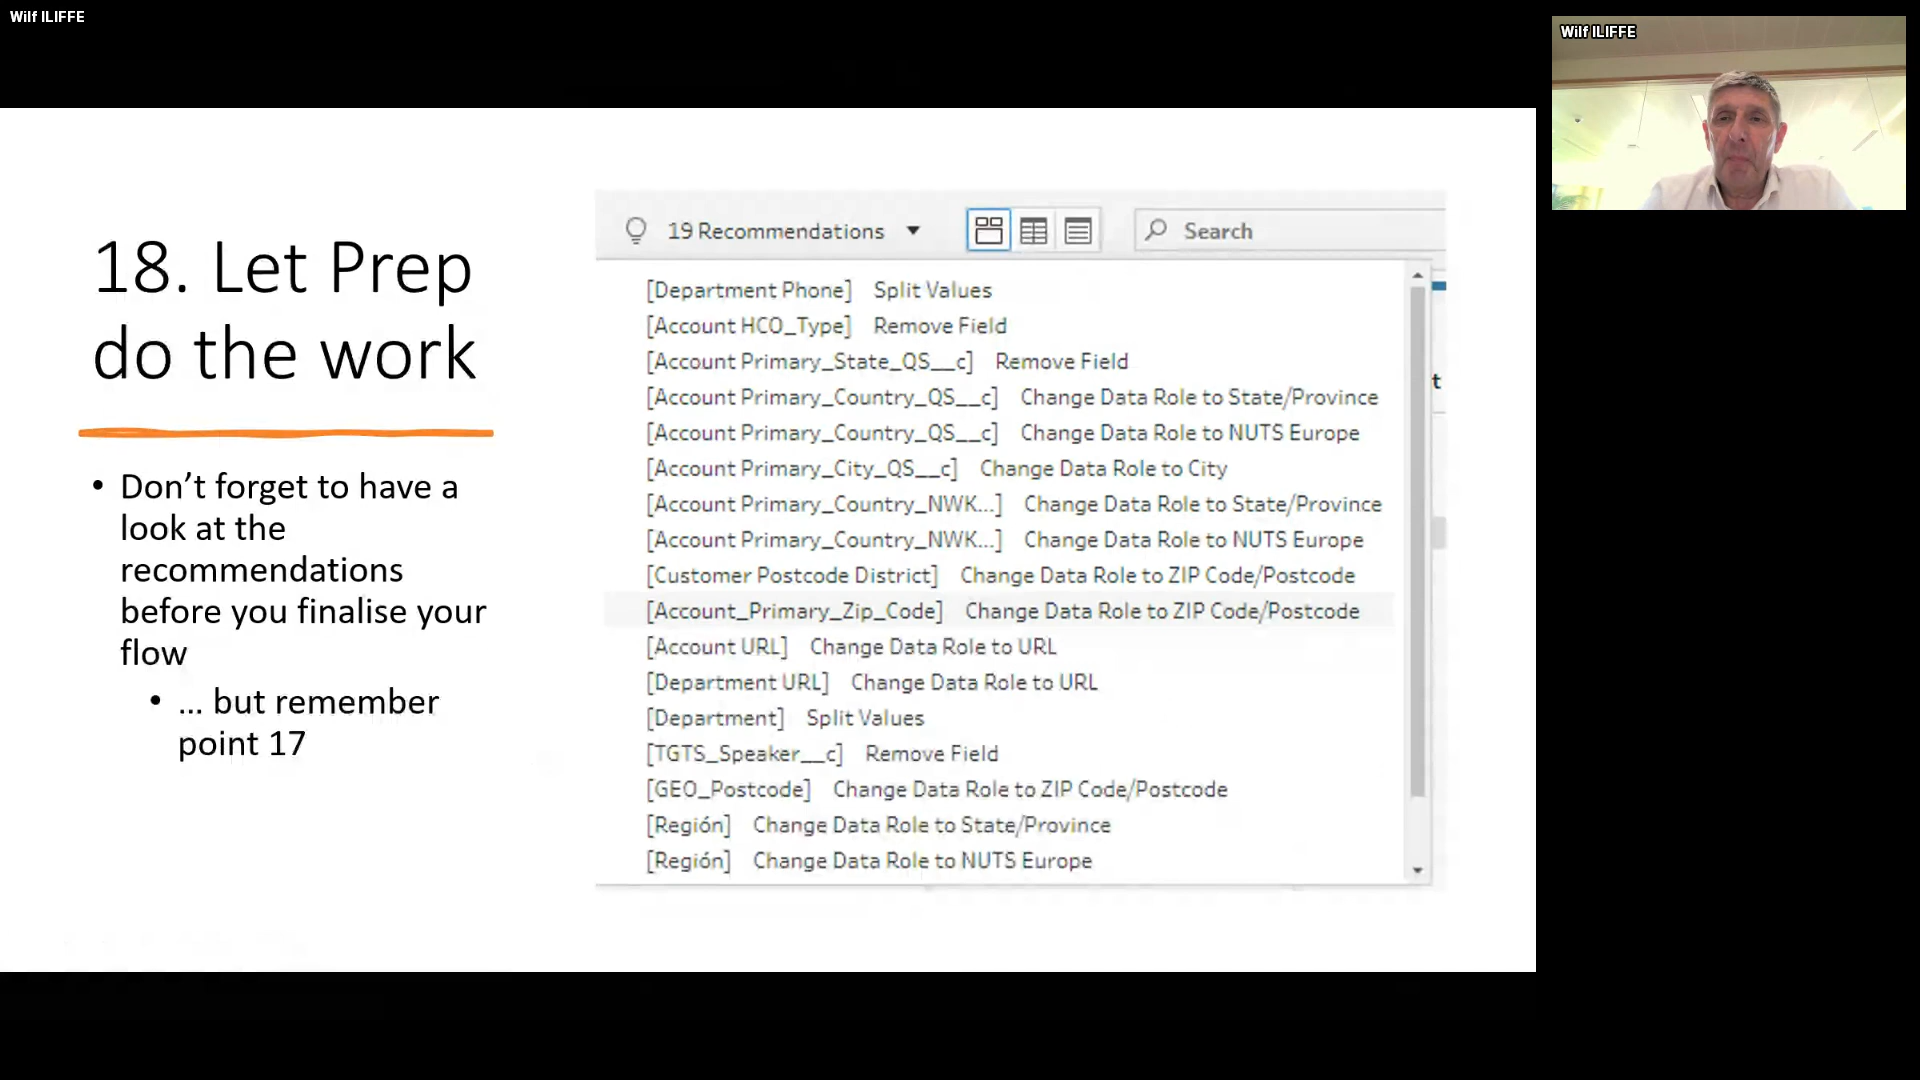 Wilf ILIFFE
Wilf ILIFFE
18. Let Prep
do the work
• Don’t forget to have a
look at the
recommendations
before you finalise your
flow
• ... but remember
point 17
19 Recommendations
Search
[Department Phone] Split Values
[Account HCO_Type] Remove Field
[Account Primary_State_QS__c] Remove Field
[Account Primary_Country_QS__c] Change Data Role to State/Province
[Account Primary_Country_QS__c] Change Data Role to NUTS Europe
[Account Primary_City_QS__c] Change Data Role to City
[Account Primary_Country_NWK...] Change Data Role to State/Province
[Account Primary_Country_NWK...] Change Data Role to NUTS Europe
[Customer Postcode District] Change Data Role to ZIP Code/Postcode
[Account_Primary_Zip_Code] Change Data Role to ZIP Code/Postcode
[Account URL] Change Data Role to URL
[Department URL] Change Data Role to URL
[Department] Split Values
[TGTS_Speaker__c] Remove Field
[GEO_Postcode] Change Data Role to ZIP Code/Postcode
[Región] Change Data Role to State/Province
[Región] Change Data Role to NUTS Europe
t